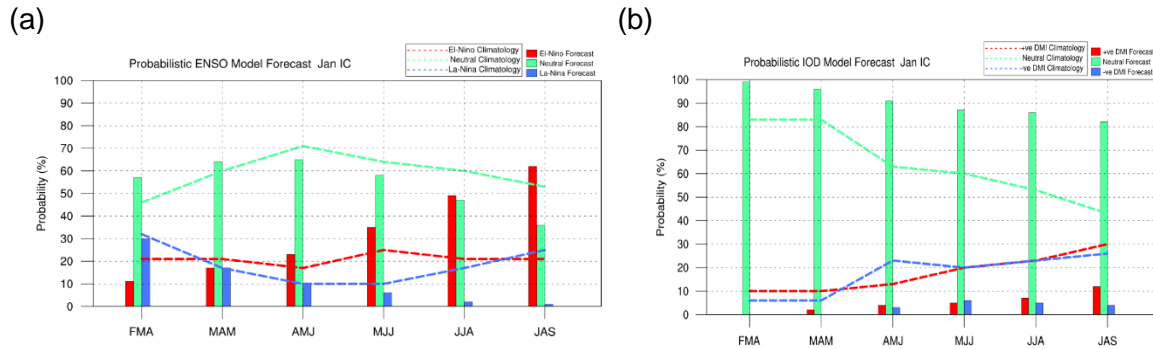 (a)
Probabilistic ENSO Model Forecast Jan IC
El-Nino Climatology
Neutral Climatology
La-Nina Climatology
El-Nino Forecast
Neutral Forecast
La-Nina Forecast
Probability (%)
100
90
80
70
60
50
40
30
20
10
0
FMA MAM AMJ MJJ JJA JAS
(b)
Probabilistic IOD Model Forecast Jan IC
+ve DMI Climatology
Neutral Climatology
-ve DMI Climatology
+ve DMI Forecast
Neutral Forecast
-ve DMI Forecast
Probability (%)
100
90
80
70
60
50
40
30
20
10
0
FMA MAM AMJ MJJ JJA JAS